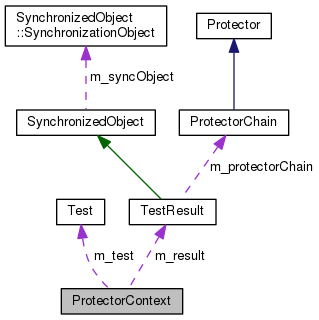 SynchronizedObject
::SynchronizationObject
Protector
m_syncObject
SynchronizedObject
ProtectorChain
m_protectorChain
Test
TestResult
m_test
m_result
ProtectorContext